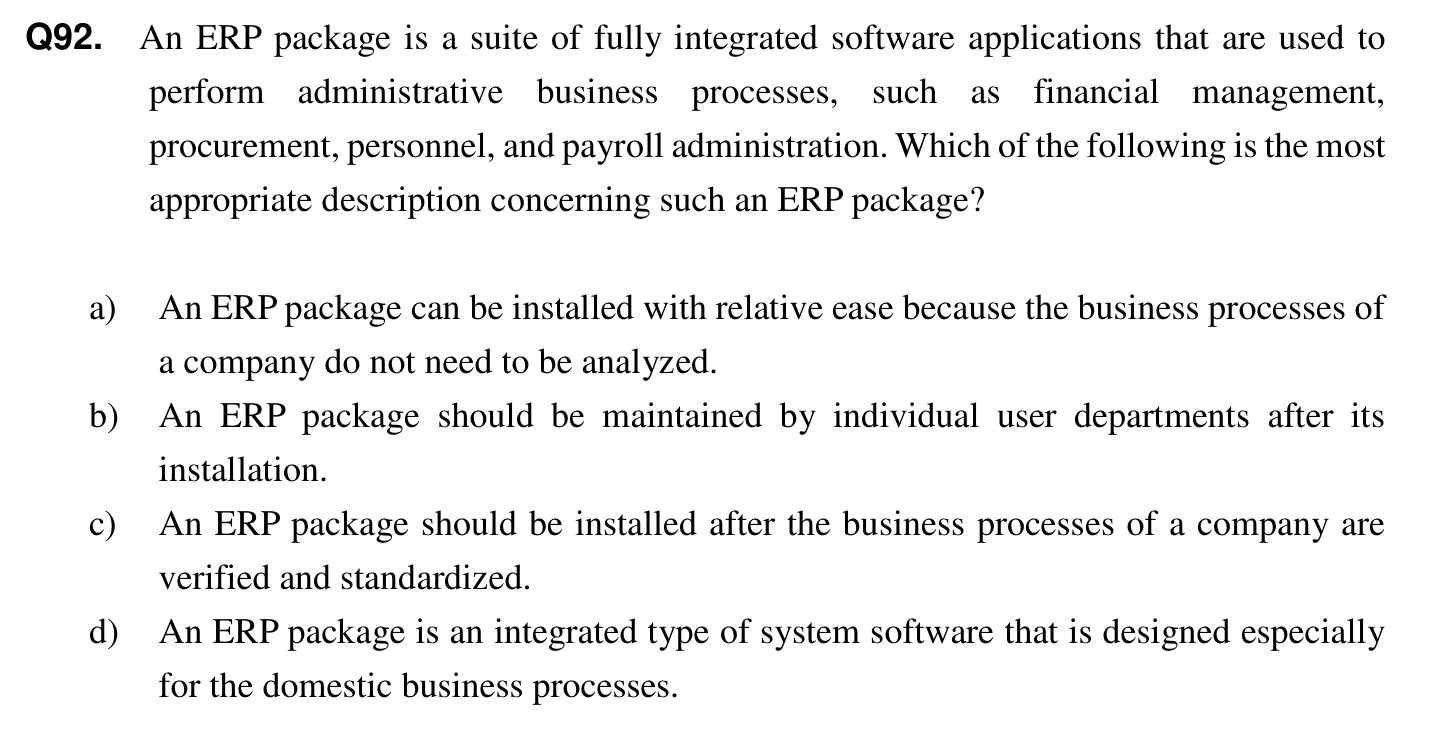 Q92. An ERP package is a suite of fully integrated software applications that are used to
perform administrative business processes, such as financial management,
procurement, personnel, and payroll administration. Which of the following is the most
appropriate description concerning such an ERP package?
a) An ERP package can be installed with relative ease because the business processes of
a company do not need to be analyzed.
b) An ERP package should be maintained by individual user departments after its
installation.
c) An ERP package should be installed after the business processes of a company are
verified and standardized.
d) An ERP package is an integrated type of system software that is designed especially
for the domestic business processes.